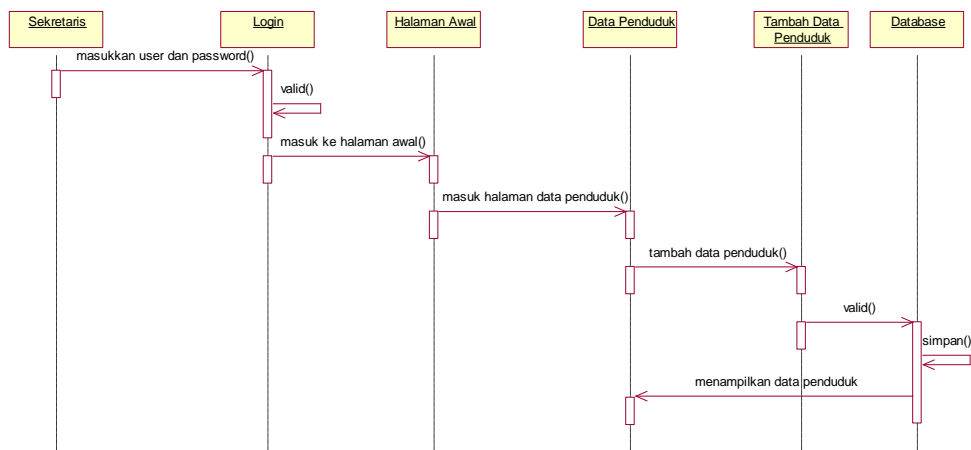 Sekretaris
Login
Halaman Awal
Data Penduduk
Tambah Data
Penduduk
Database
masukkan user dan password()
valid()
masuk ke halaman awal()
masuk halaman data penduduk()
tambah data penduduk()
valid()
simpan()
menampilkan data penduduk